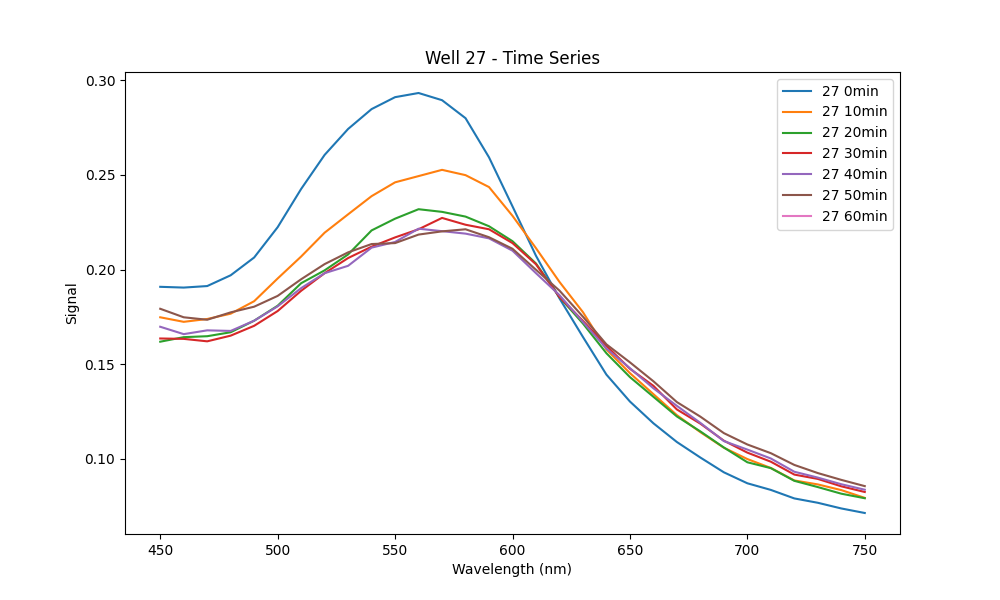 Well 27 - Time Series
27 0min
27 10min
27 20min
27 30min
27 40min
27 50min
27 60min
Signal
0.30
0.25
0.20
0.15
0.10
450 500 550 600 650 700 750
Wavelength (nm)